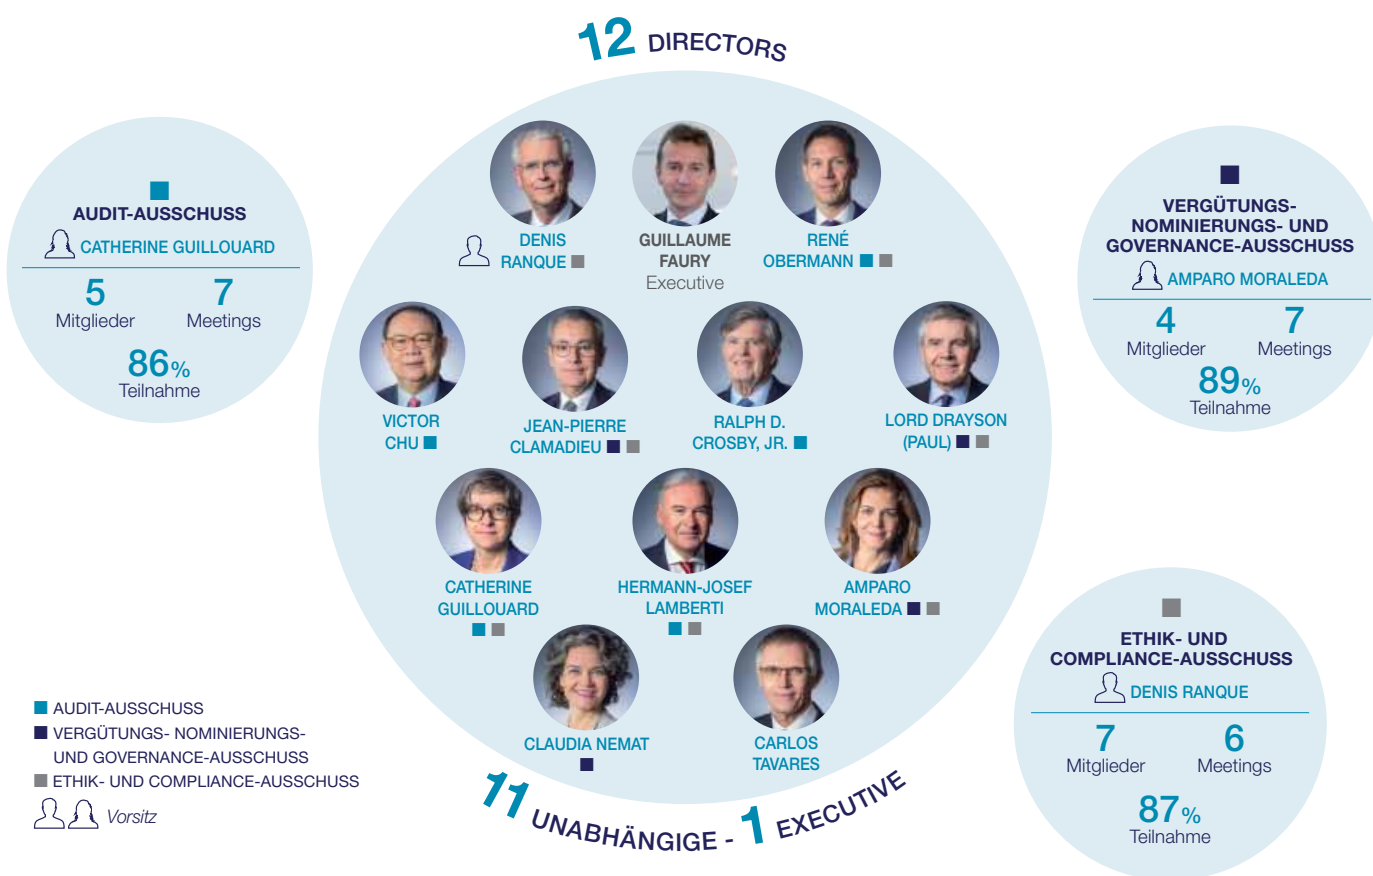 12 DIRECTORS
AUDIT-AUSSCHUSS
CATHERINE GUILLOUARD
5
7
Mitglieder
Meetings
86%
Teilnahme
DENIS
RANQUE
GUILLAUME
FAURY
Executive
RENÉ
OBERMANN
VICTOR
CHU
JEAN-PIERRE
CLAMADIEU
RALPH D.
CROSBY, JR.
LORD DRAYSON
(PAUL)
CATHERINE
GUILLOUARD
HERMANN-JOSEF
LAMBERTI
AMPARO
MORALEDA
CLAUDIA NEMAT
CARLOS
TAVARES
11 UNABHÄNGIGE - 1 EXECUTIVE
VERGÜTUNGS-
NOMINIERUNGS- UND
GOVERNANCE-AUSSCHUSS
AMPARO MORALEDA
4
7
Mitglieder
Meetings
89%
Teilnahme
ETHIK- UND
COMPLIANCE-AUSSCHUSS
DENIS RANQUE
7
6
Mitglieder
Meetings
87%
Teilnahme
AUDIT-AUSSCHUSS
VERGÜTUNGS- NOMINIERUNGS-
UND GOVERNANCE-AUSSCHUSS
ETHIK- UND COMPLIANCE-AUSSCHUSS
Vorsitz